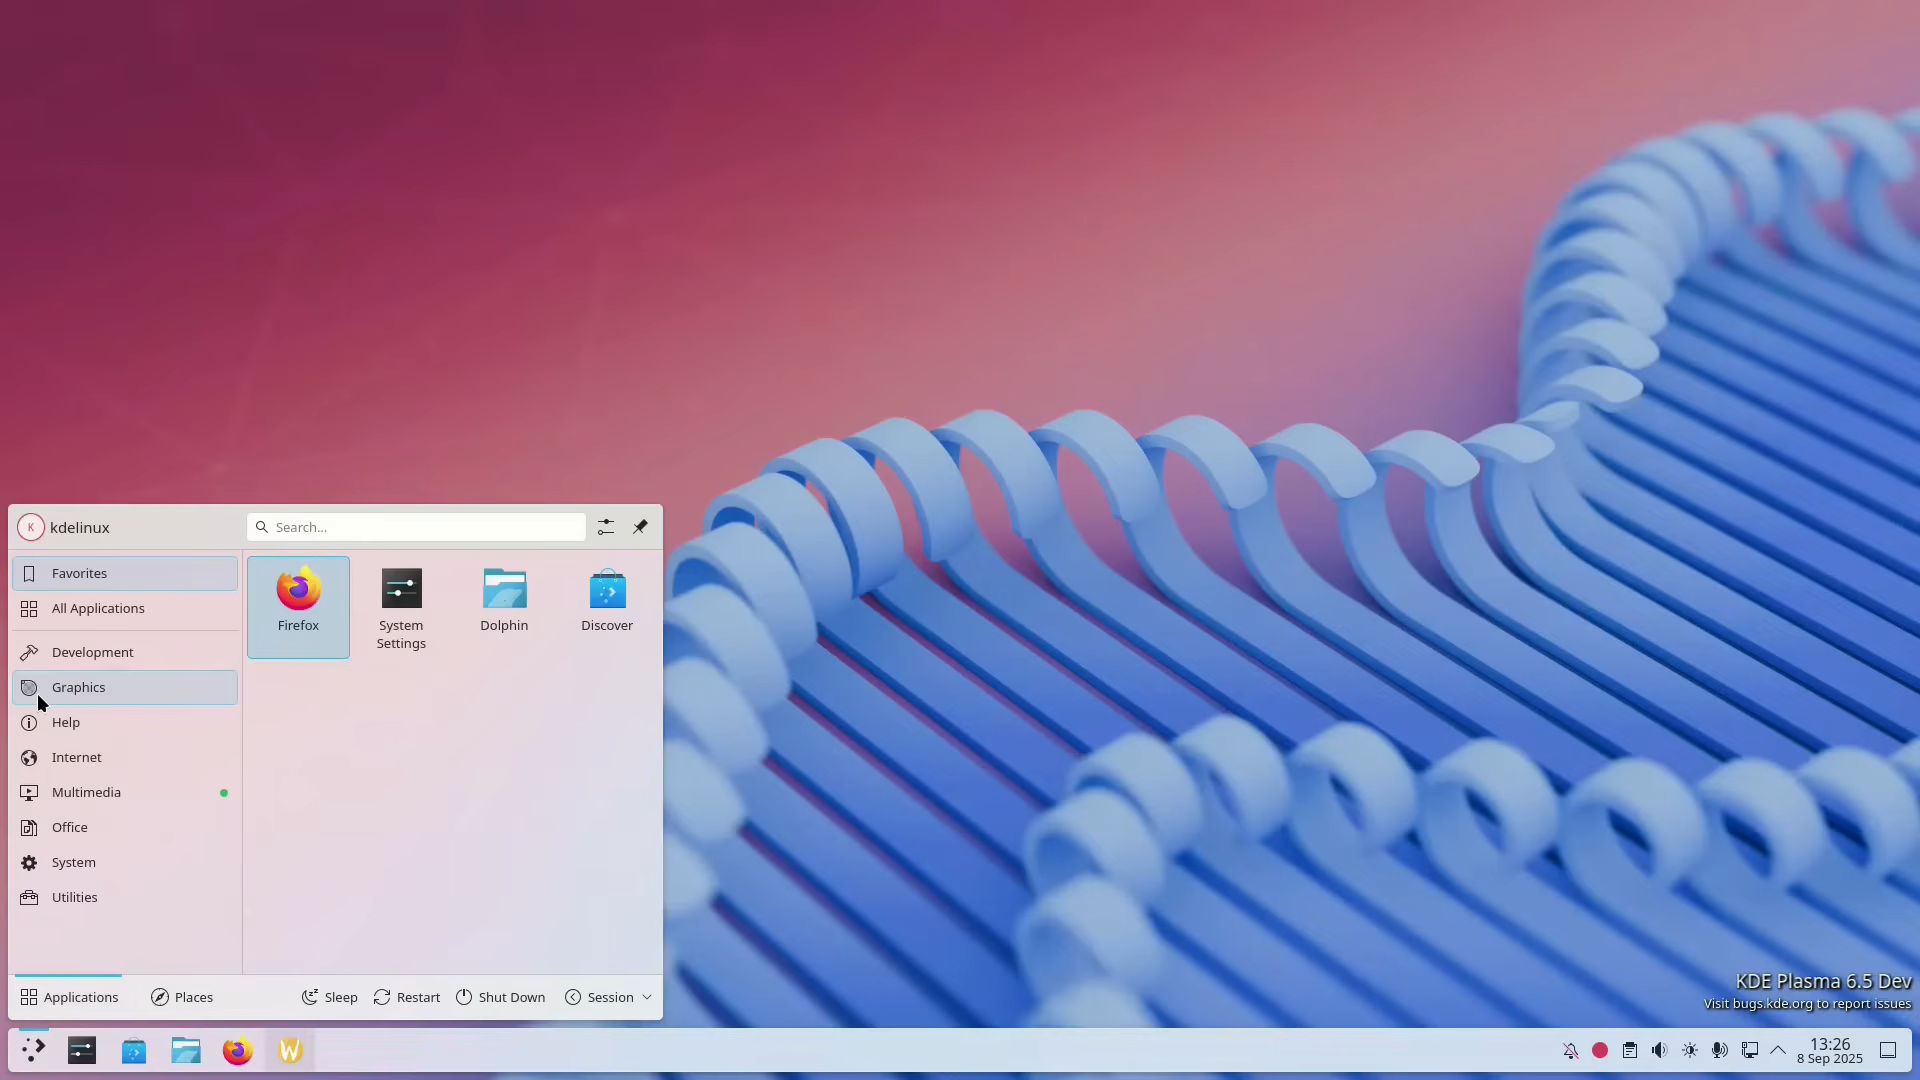 K kdelinux
Search...
Favorites
All Applications
Development
Graphics
Help
Internet
Multimedia
Office
System
Utilities
Firefox
System
Settings
Dolphin
Discover
Applications
Places
Sleep
Restart
Shut Down
Session
KDE Plasma 6.5 Dev
Visit bugs.kde.org to report issues
13:26
8 Sep 2025